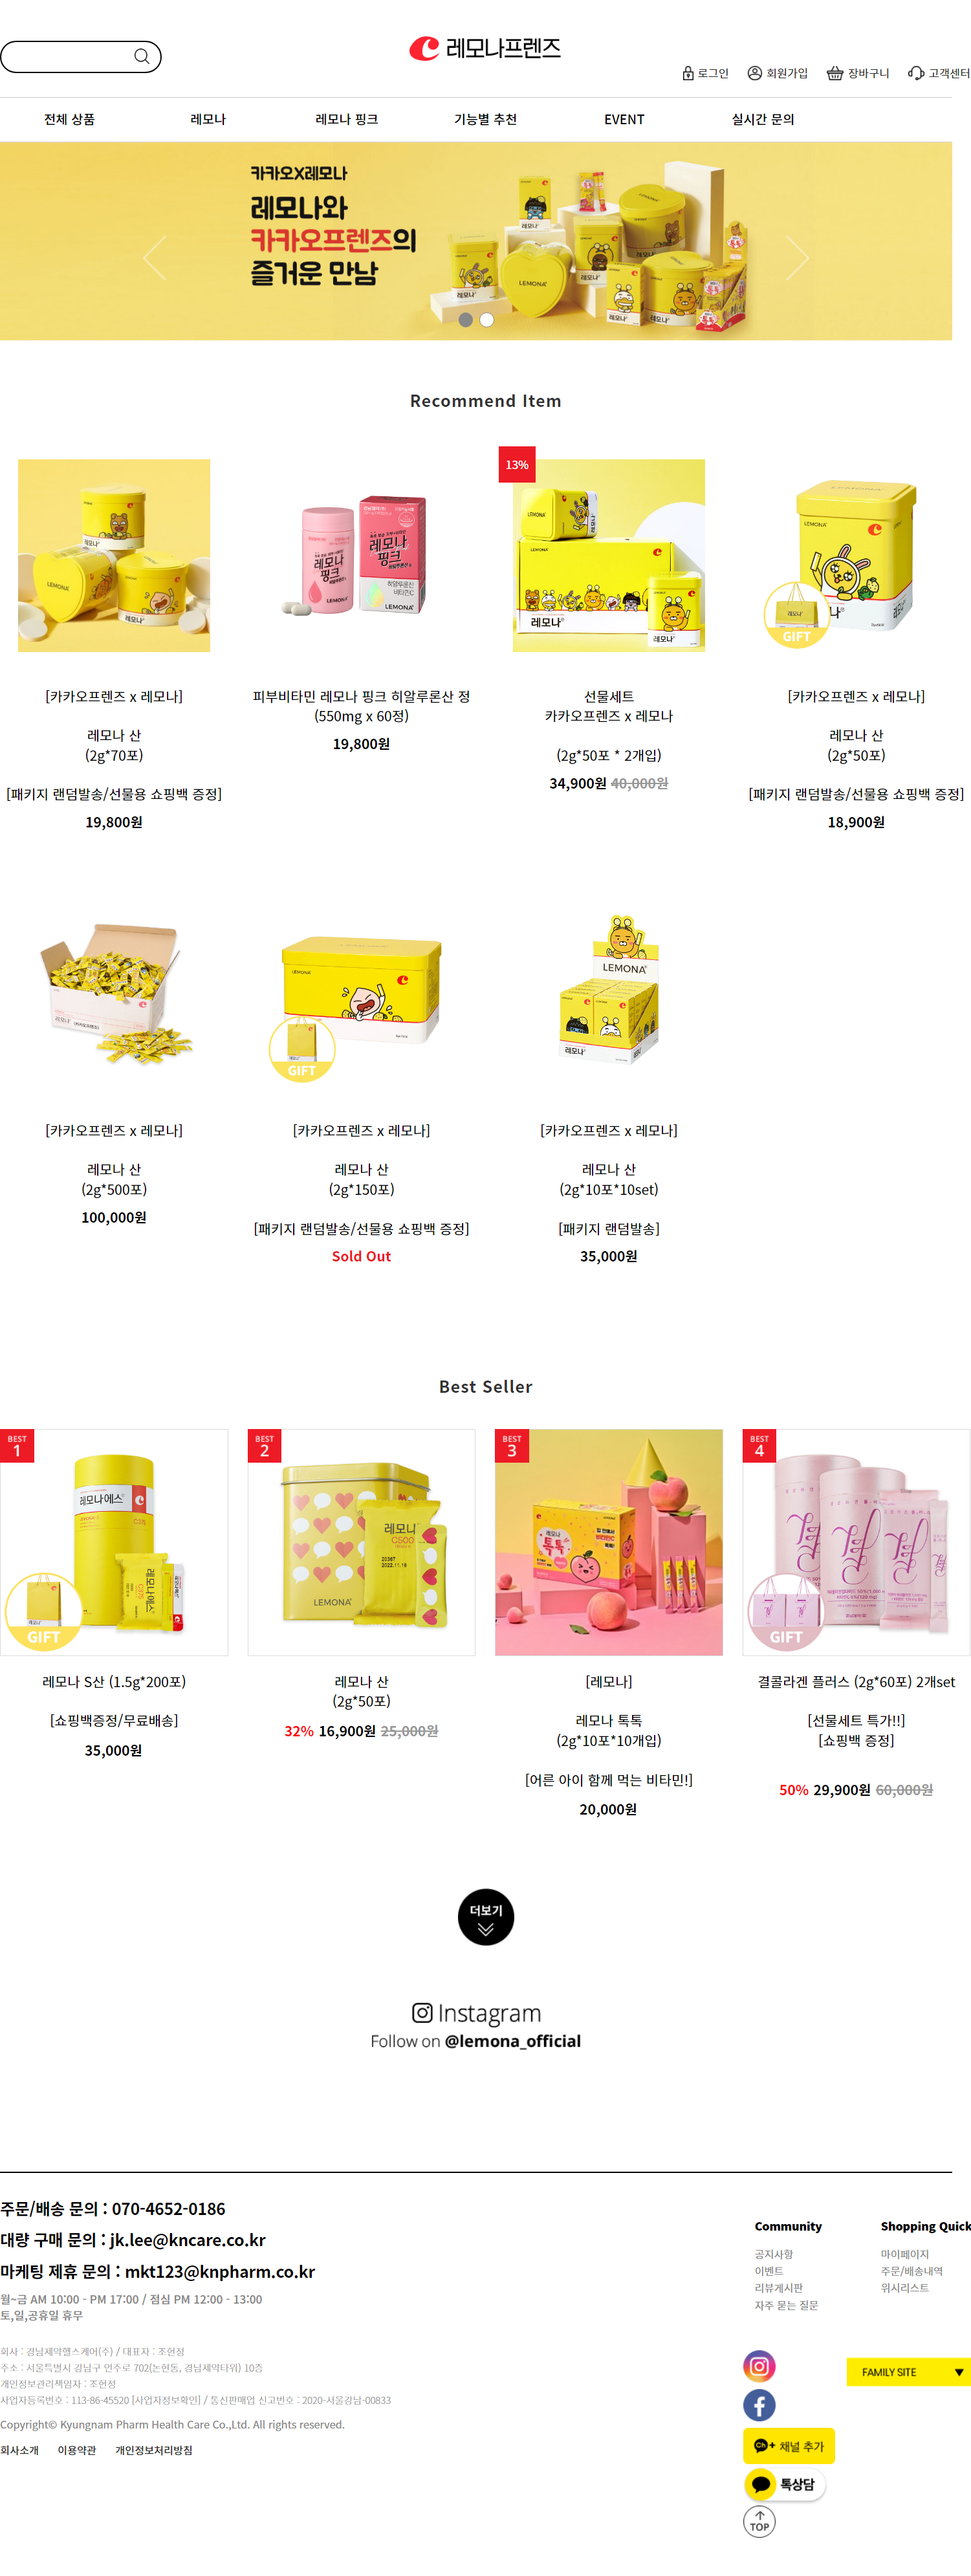 레모나프렌즈
로그인 회원가입 장바구니 고객센터
전체 상품 레모나 레모나 핑크 기능별 추천 EVENT 실시간 문의
카카오X레모나
레모나와
카카오프렌즈의
즐거운 만남
Recommend Item
13%
GIFT
[카카오프렌즈 x 레모나]
레모나 산
(2g*70포)
[패키지 랜덤발송/선물용 쇼핑백 증정]
19,800원
피부비타민 레모나 핑크 히알루론산 정
(550mg x 60정)
19,800원
선물세트
카카오프렌즈 x 레모나
(2g*50포 * 2개입)
34,900원 40,000원
[카카오프렌즈 x 레모나]
레모나 산
(2g*50포)
[패키지 랜덤발송/선물용 쇼핑백 증정]
18,900원
GIFT
LEMONA
[카카오프렌즈 x 레모나]
레모나 산
(2g*500포)
100,000원
[카카오프렌즈 x 레모나]
레모나 산
(2g*150포)
[패키지 랜덤발송/선물용 쇼핑백 증정]
Sold Out
[카카오프렌즈 x 레모나]
레모나 산
(2g*10포*10set)
[패키지 랜덤발송]
35,000원
Best Seller
BEST
1
레모나에스
GIFT
BEST
2
LEMONA
BEST
3
레모나
톡톡
BEST
4
결
GIFT
레모나 S산 (1.5g*200포)
[쇼핑백증정/무료배송]
35,000원
레모나 산
(2g*50포)
32% 16,900원 25,000원
[레모나]
레모나 톡톡
(2g*10포*10개입)
[어른 아이 함께 먹는 비타민!]
20,000원
결콜라겐 플러스 (2g*60포) 2개set
[선물세트 특가!!]
[쇼핑백 증정]
50% 29,900원 60,000원
더보기
Instagram
Follow on @lemona_official
주문/배송 문의 : 070-4652-0186
대량 구매 문의 : jk.lee@kncare.co.kr
마케팅 제휴 문의 : mkt123@knpharm.co.kr
월~금 AM 10:00 - PM 17:00 / 점심 PM 12:00 - 13:00
토,일,공휴일 휴무
회사 : 경남제약헬스케어(주) / 대표자 : 조헌정
주소 : 서울특별시 강남구 언주로 702(논현동, 경남제약타워) 10층
개인정보관리책임자 : 조헌정
사업자등록번호 : 113-86-45520 [사업자정보확인] / 통신판매업 신고번호 : 2020-서울강남-00833
Copyright© Kyungnam Pharm Health Care Co.,Ltd. All rights reserved.
회사소개 이용약관 개인정보처리방침
Community
공지사항
이벤트
리뷰게시판
자주 묻는 질문
Shopping Quick
마이페이지
주문/배송내역
위시리스트
FAMILY SITE
Ch+ 채널 추가
톡상담
TOP